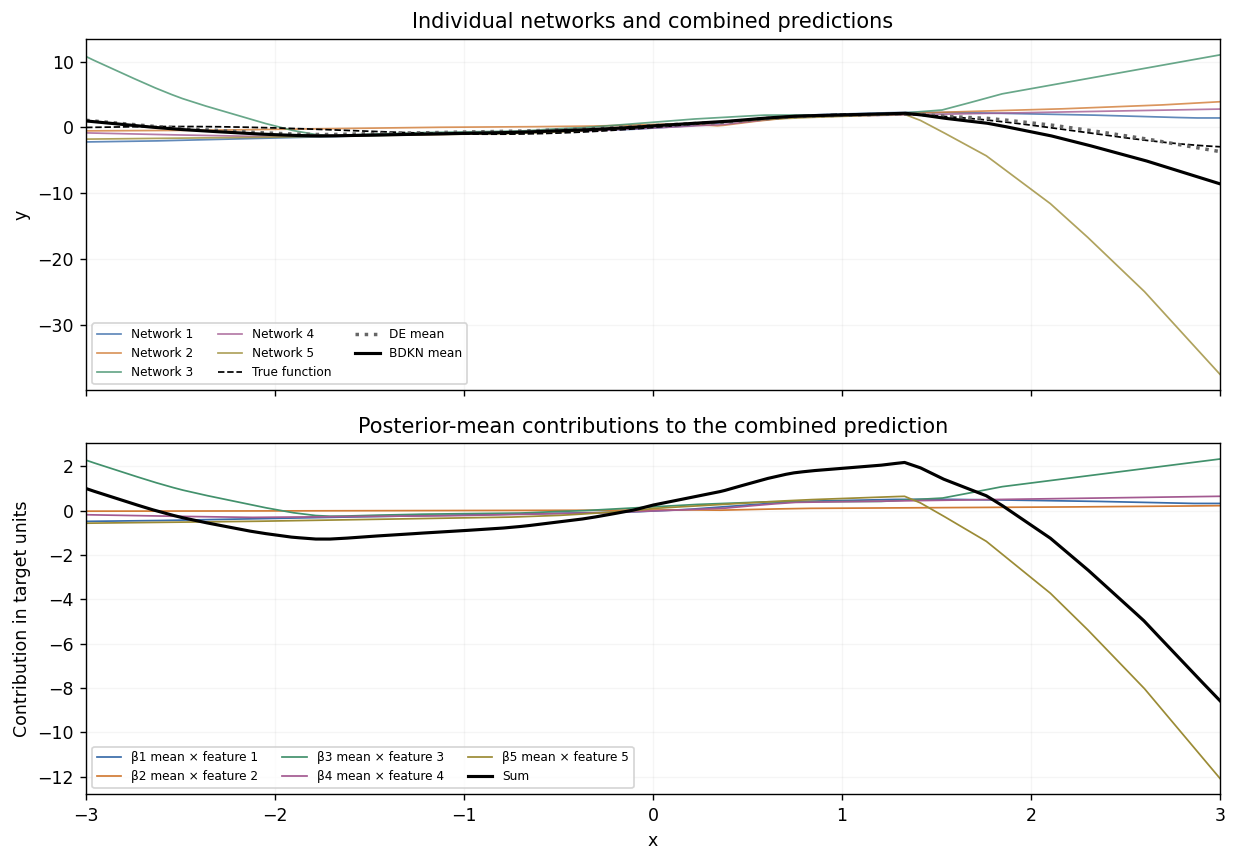 Individual networks and combined predictions
10
0
−10
−20
−30
y
Network 1
Network 2
Network 3
Network 4
Network 5
True function
DE mean
BDKN mean
Posterior-mean contributions to the combined prediction
2
0
−2
−4
−6
−8
−10
−12
Contribution in target units
β1 mean × feature 1
β2 mean × feature 2
β3 mean × feature 3
β4 mean × feature 4
β5 mean × feature 5
Sum
−3
−2
−1
0
1
2
3
x